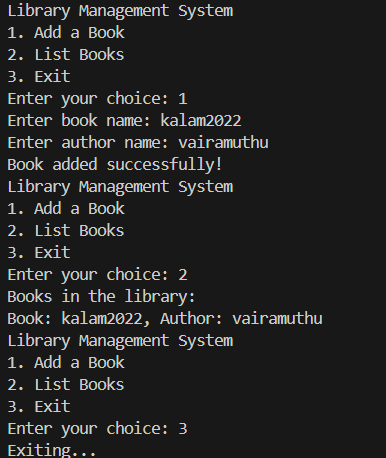 Library Management System
1. Add a Book
2. List Books
3. Exit
Enter your choice: 1
Enter book name: kalam2022
Enter author name: vairamuthu
Book added successfully!
Library Management System
1. Add a Book
2. List Books
3. Exit
Enter your choice: 2
Books in the library:
Book: kalam2022, Author: vairamuthu
Library Management System
1. Add a Book
2. List Books
3. Exit
Enter your choice: 3
Exiting...